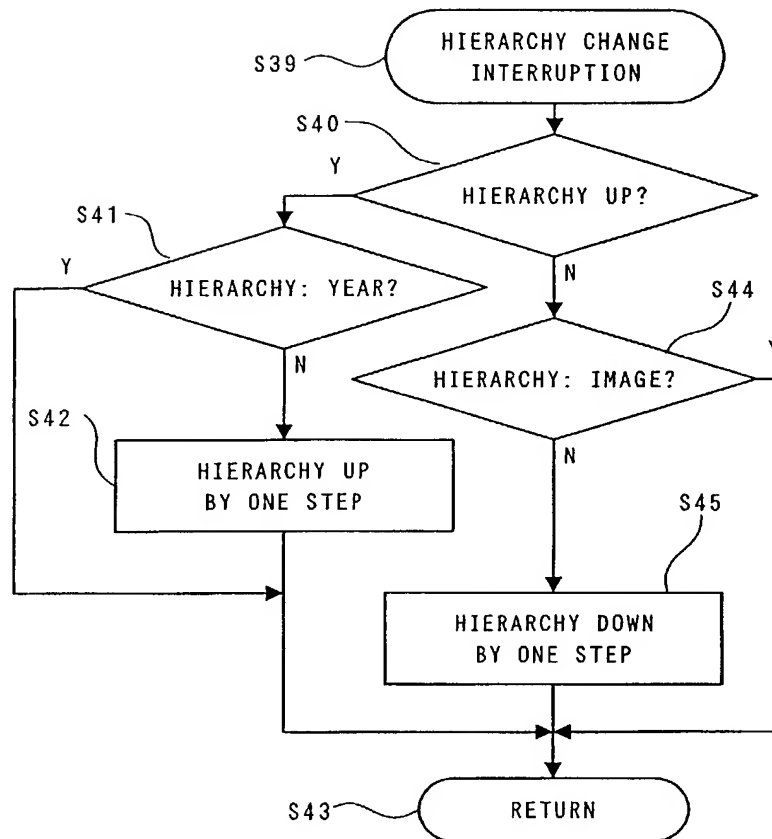 HIERARCHY CHANGE
INTERRUPTION
S39
S40
Y
HIERARCHY UP?
S41
Y
HIERARCHY: YEAR?
N
S44
Y
HIERARCHY: IMAGE?
N
S42
N
HIERARCHY UP
BY ONE STEP
S45
HIERARCHY DOWN
BY ONE STEP
S43
RETURN